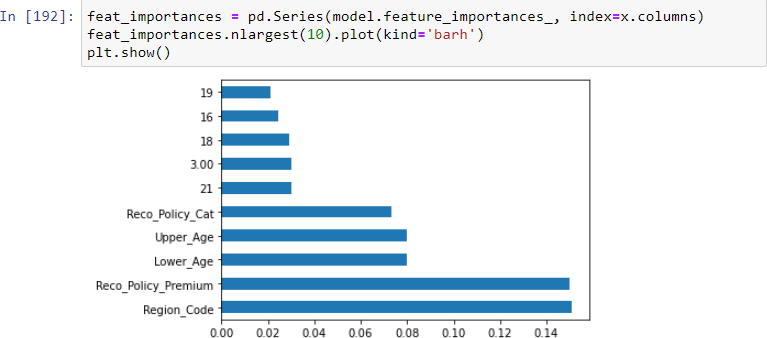 In [192]: feat_importances = pd.Series(model.feature_importances_, index=x.columns)
feat_importances.nlargest(10).plot(kind='barh')
plt.show()
19
16
18
3.00
21
Reco_Policy_Cat
Upper_Age
Lower_Age
Reco_Policy_Premium
Region_Code
0.00 0.02 0.04 0.06 0.08 0.10 0.12 0.14